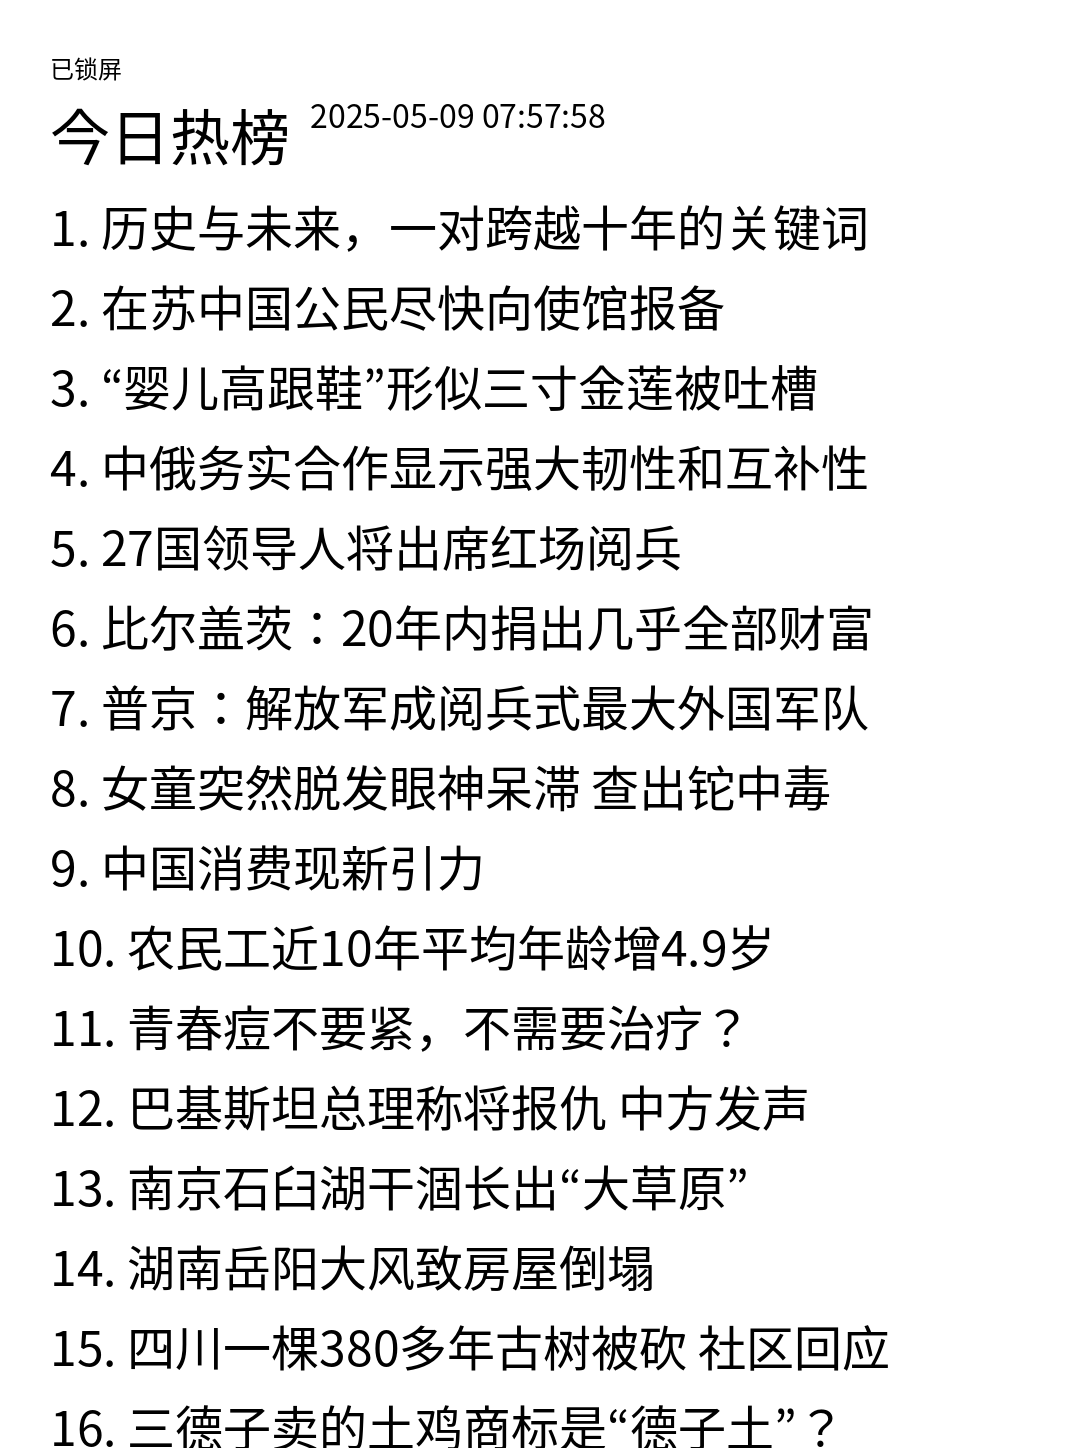 已锁屏
今日热榜 2025-05-09 07:57:58
1. 历史与未来，一对跨越十年的关键词
2. 在苏中国公民尽快向使馆报备
3. “婴儿高跟鞋”形似三寸金莲被吐槽
4. 中俄务实合作显示强大韧性和互补性
5. 27国领导人将出席红场阅兵
6. 比尔盖茨：20年内捐出几乎全部财富
7. 普京：解放军成阅兵式最大外国军队
8. 女童突然脱发眼神呆滞 查出铊中毒
9. 中国消费现新引力
10. 农民工近10年平均年龄增4.9岁
11. 青春痘不要紧，不需要治疗？
12. 巴基斯坦总理称将报仇 中方发声
13. 南京石臼湖干涸长出“大草原”
14. 湖南岳阳大风致房屋倒塌
15. 四川一棵380多年古树被砍 社区回应
16. 三德子卖的土鸡商标是“德子土”？